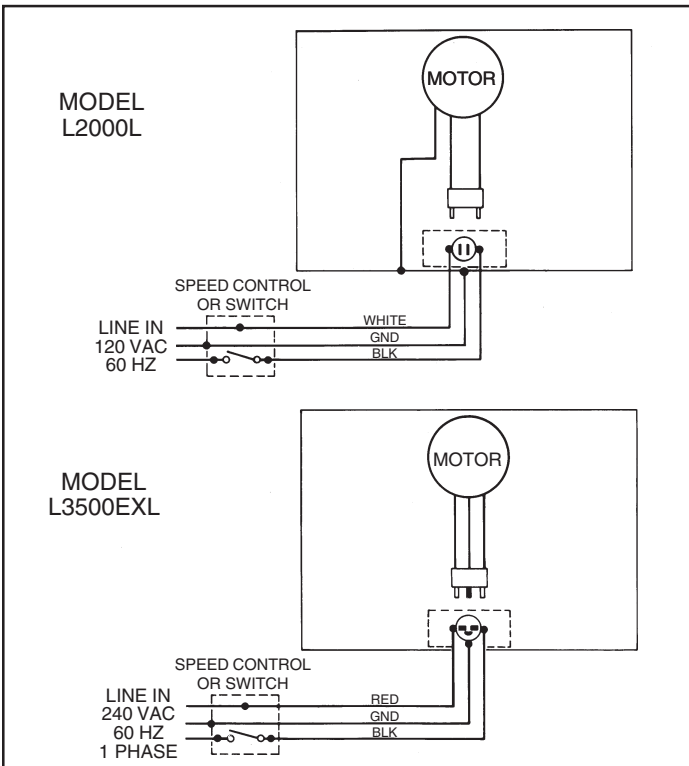 MODEL
L2000L
MOTOR
SPEED CONTROL
OR SWITCH
LINE IN
120 VAC
60 HZ
WHITE
GND
BLK
MODEL
L3500EXL
MOTOR
SPEED CONTROL
OR SWITCH
LINE IN
240 VAC
60 HZ
1 PHASE
RED
GND
BLK